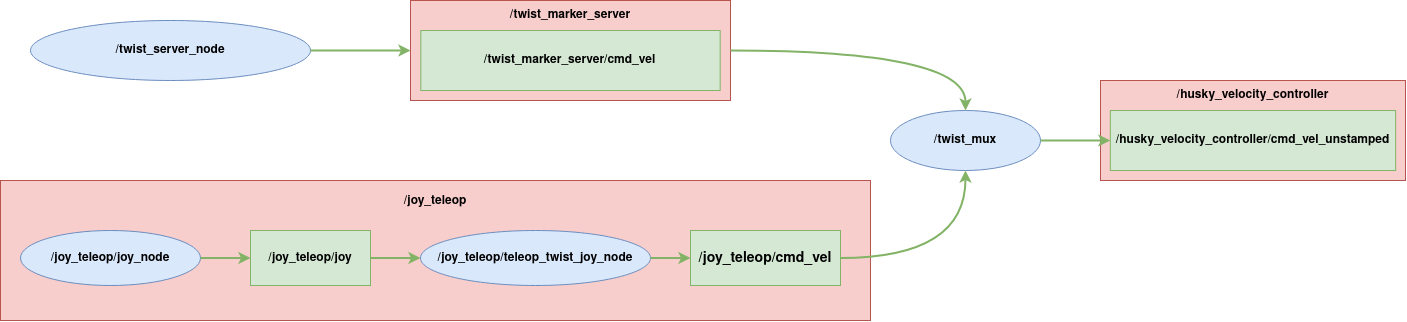 /twist_marker_server
/twist_server_node
/twist_marker_server/cmd_vel
/husky_velocity_controller
/twist_mux
/husky_velocity_controller/cmd_vel_unstamped
/joy_teleop
/joy_teleop/joy_node
/joy_teleop/joy
/joy_teleop/teleop_twist_joy_node
/joy_teleop/cmd_vel